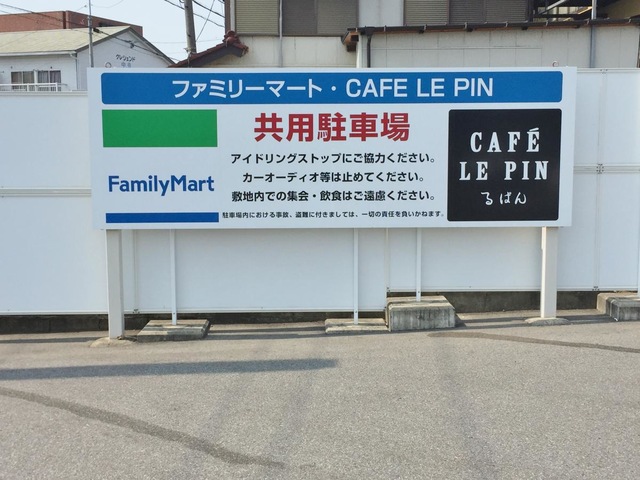 ファミリーマート・CAFE LE PIN
共用駐車場
アイドリングストップにご協力ください。
カーオーディオ等は止めてください。
敷地内での集会・飲食はご遠慮ください。
駐車場内における事故、盗難に付きましては、一切の責任を負いかねます。
FamilyMart
CAFÉ
LE PIN
るぱん